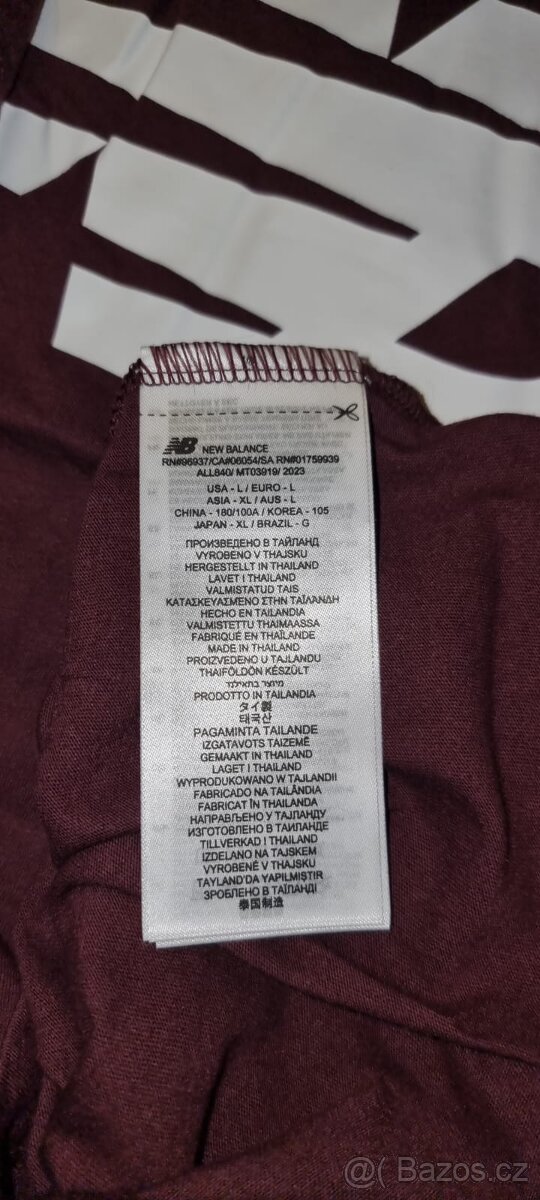 NB NEW BALANCE
RN#96937/CA#06054/SA RN#01759939
ALL840/ MT03919/ 2023
USA - L / EURO - L
ASIA - XL / AUS - L
CHINA - 180/100A / KOREA - 105
JAPAN - XL / BRAZIL - G
ПРОИЗВЕДЕНО В ТАЙЛАНД
VYROBENO V THAJSKU
HERGESTELLT IN THAILAND
LAVET I THAILAND
VALMISTATUD TAIS
ΚΑΤΑΣΚΕΥΑΣΜΕΝΟ ΣΤΗΝ ΤΑΪΛΑΝΔΗ
HECHO EN TAILANDIA
VALMISTETTU THAIMAASSA
FABRIQUÉ EN THAÏLANDE
MADE IN THAILAND
PROIZVEDENO U TAJLANDU
THAIFÖLDÖN KÉSZÜLT
מיוצר בתאילנד
PRODOTTO IN TAILANDIA
タイ製
태국산
PAGAMINTA TAILANDE
IZGATAVOTS TAIZEMĒ
GEMAAKT IN THAILAND
LAGET I THAILAND
WYPRODUKOWANO W TAJLANDII
FABRICADO NA TAILÂNDIA
FABRICAT ÎN THAILANDA
НАПРАВЉЕНО У ТАЈЛАНДУ
ИЗГОТОВЛЕНО В ТАИЛАНДЕ
TILLVERKAD I THAILAND
IZDELANO NA TAJSKEM
VYROBENÉ V THAJSKU
TAYLAND'DA YAPILMIŞTIR
ЗРОБЛЕНО В ТАЇЛАНДІ
泰国制造
@( Bazoš.cz